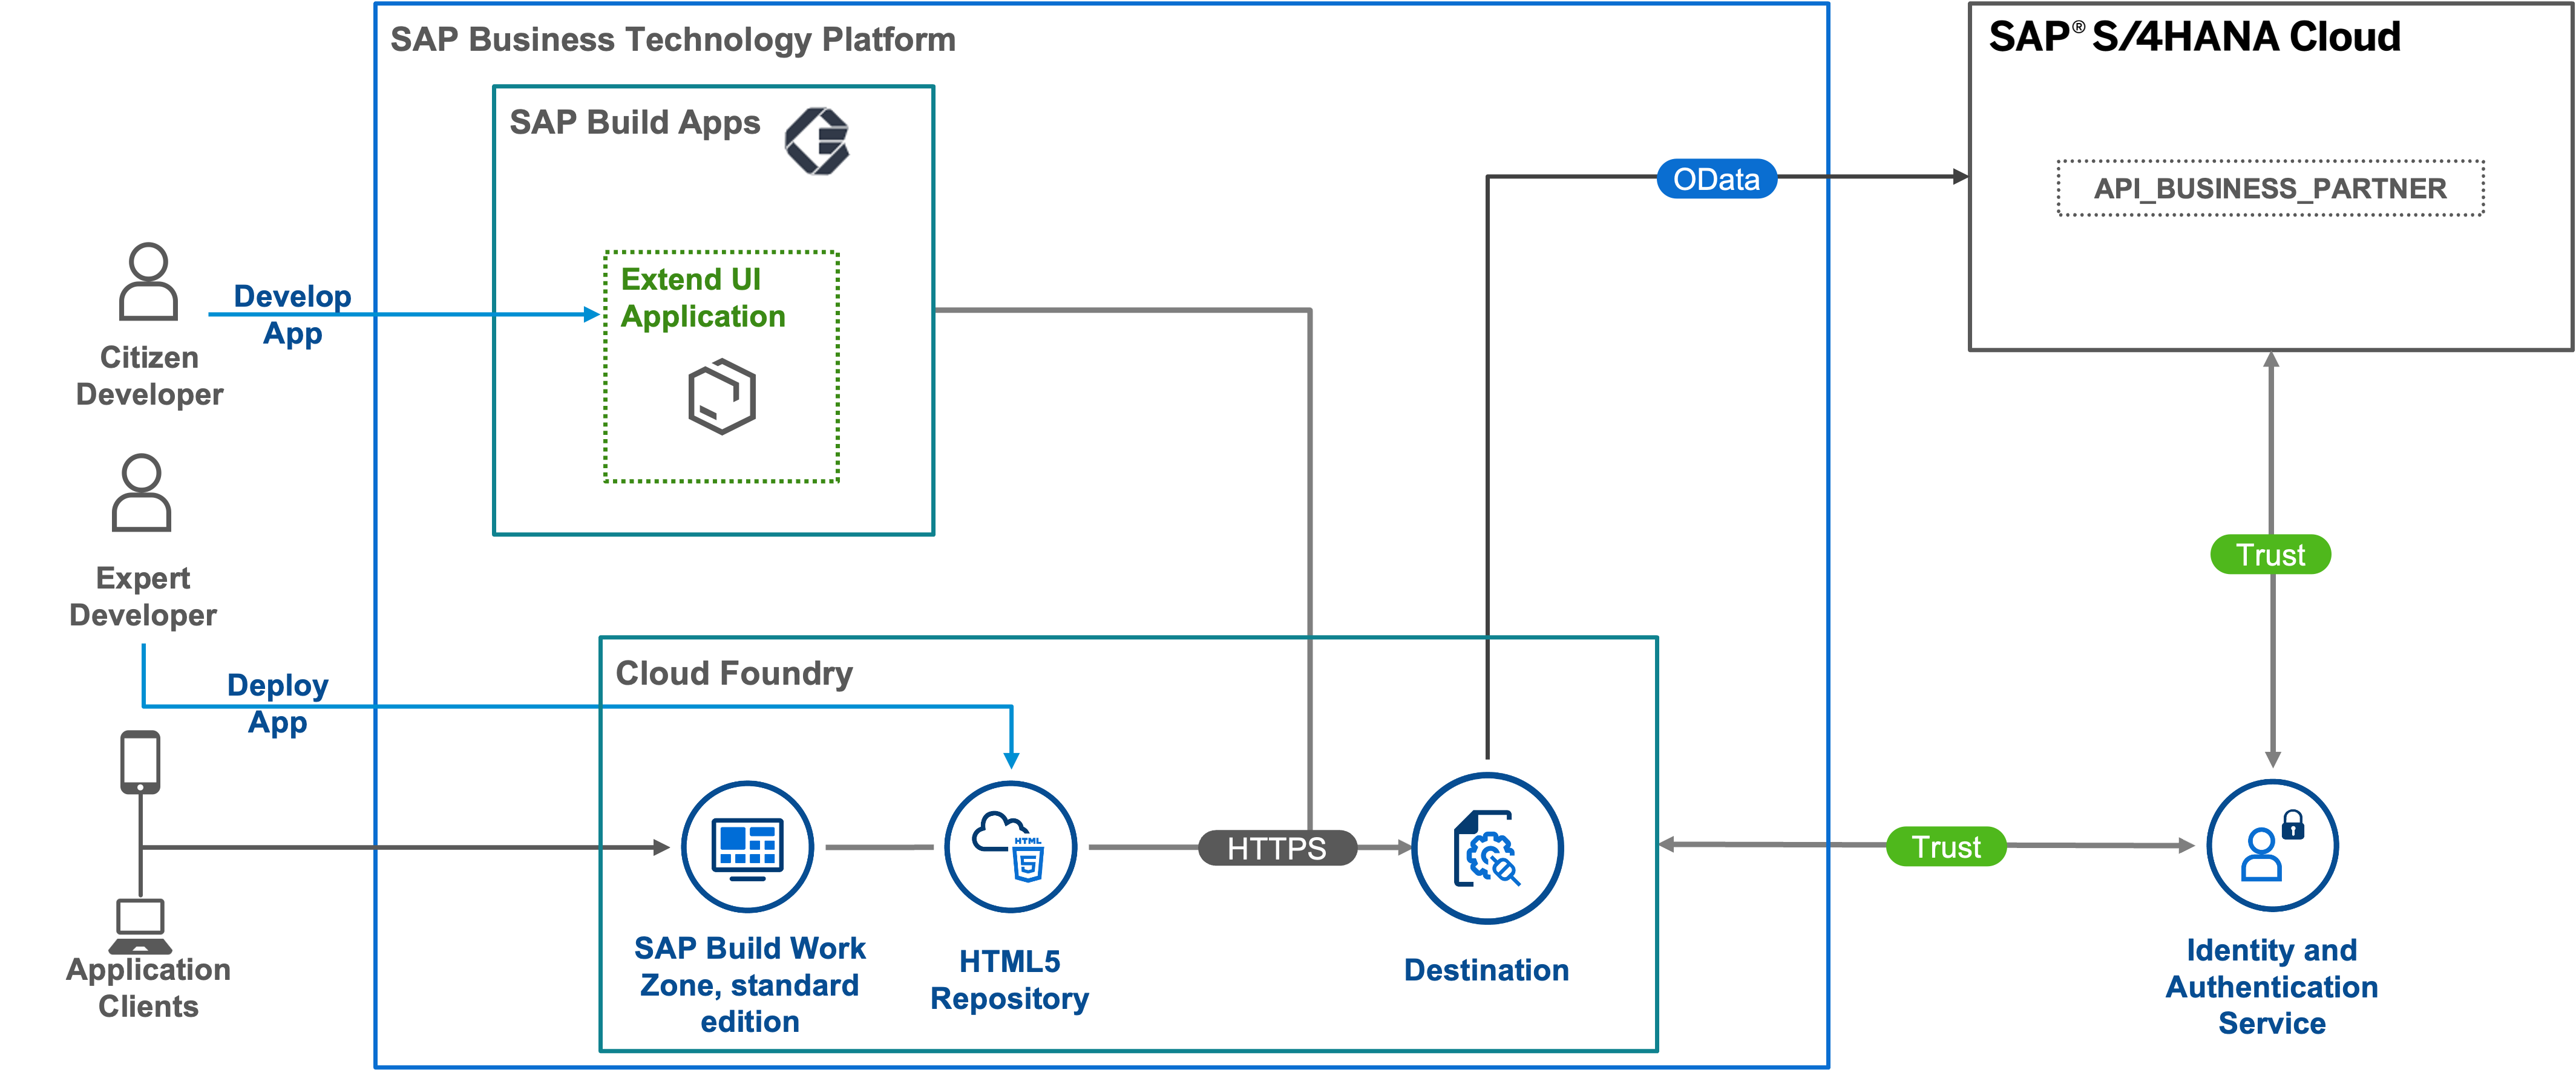 SAP Business Technology Platform
SAP Build Apps
Extend UI
Application
SAP® S/4HANA Cloud
API_BUSINESS_PARTNER
OData
Citizen
Developer
Develop
App
Expert
Developer
Deploy
App
Application
Clients
Cloud Foundry
SAP Build Work
Zone, standard
edition
HTML
5
HTML5
Repository
HTTPS
Destination
Trust
Trust
Identity and
Authentication
Service